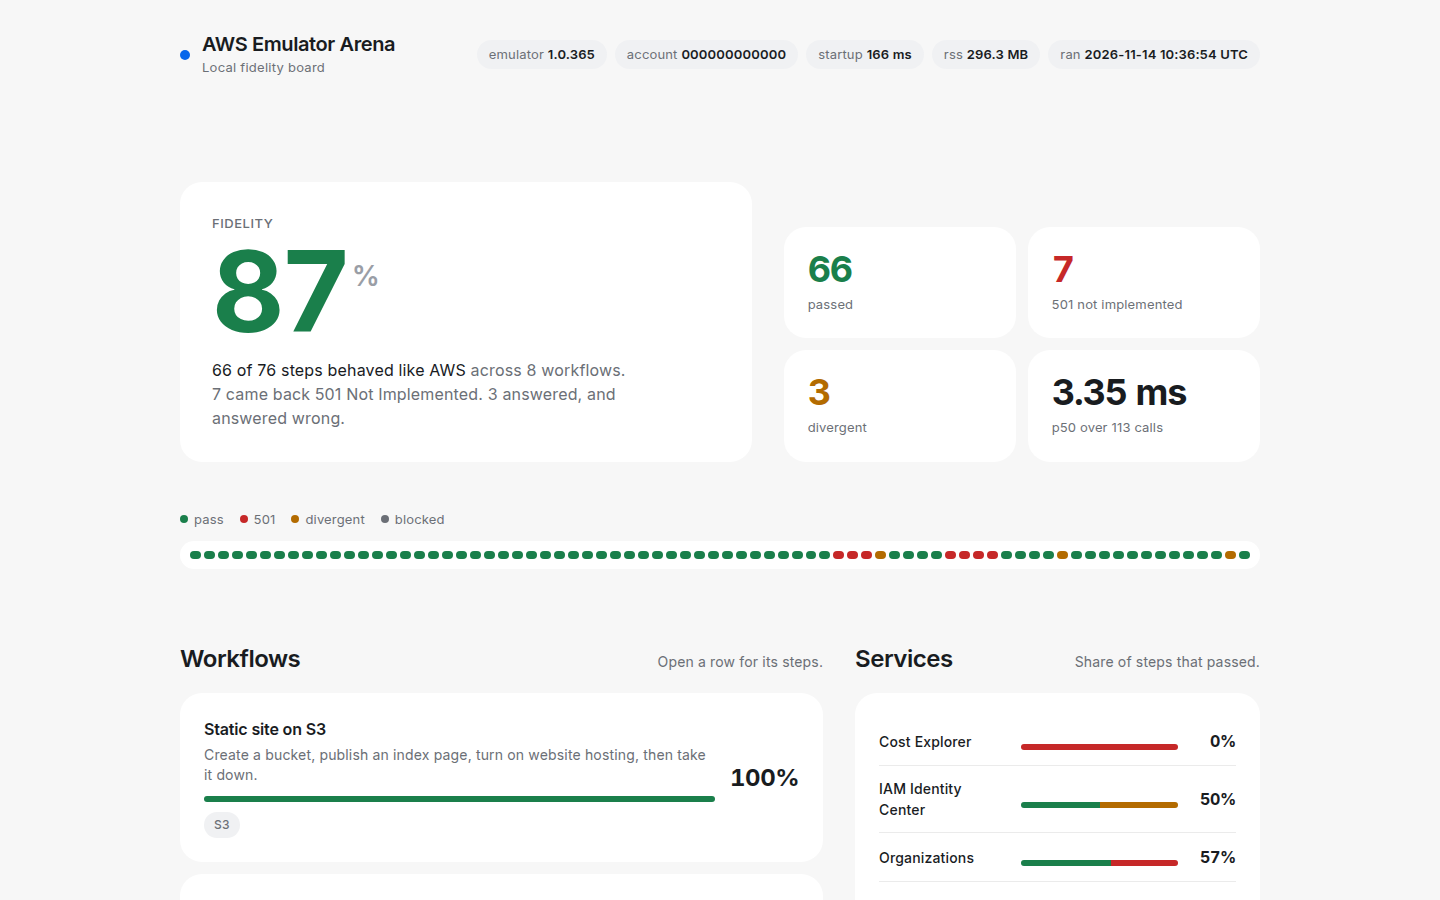 AWS Emulator Arena
Local fidelity board
emulator 1.0.365
account 000000000000
startup 166 ms
rss 296.3 MB
ran 2026-11-14 10:36:54 UTC
FIDELITY
87%
66 of 76 steps behaved like AWS across 8 workflows.
7 came back 501 Not Implemented. 3 answered, and
answered wrong.
66
passed
7
501 not implemented
3
divergent
3.35 ms
p50 over 113 calls
pass
501
divergent
blocked
Workflows
Open a row for its steps.
Static site on S3
Create a bucket, publish an index page, turn on website hosting, then take
it down.
100%
S3
Services
Share of steps that passed.
Cost Explorer
0%
IAM Identity
Center
50%
Organizations
57%